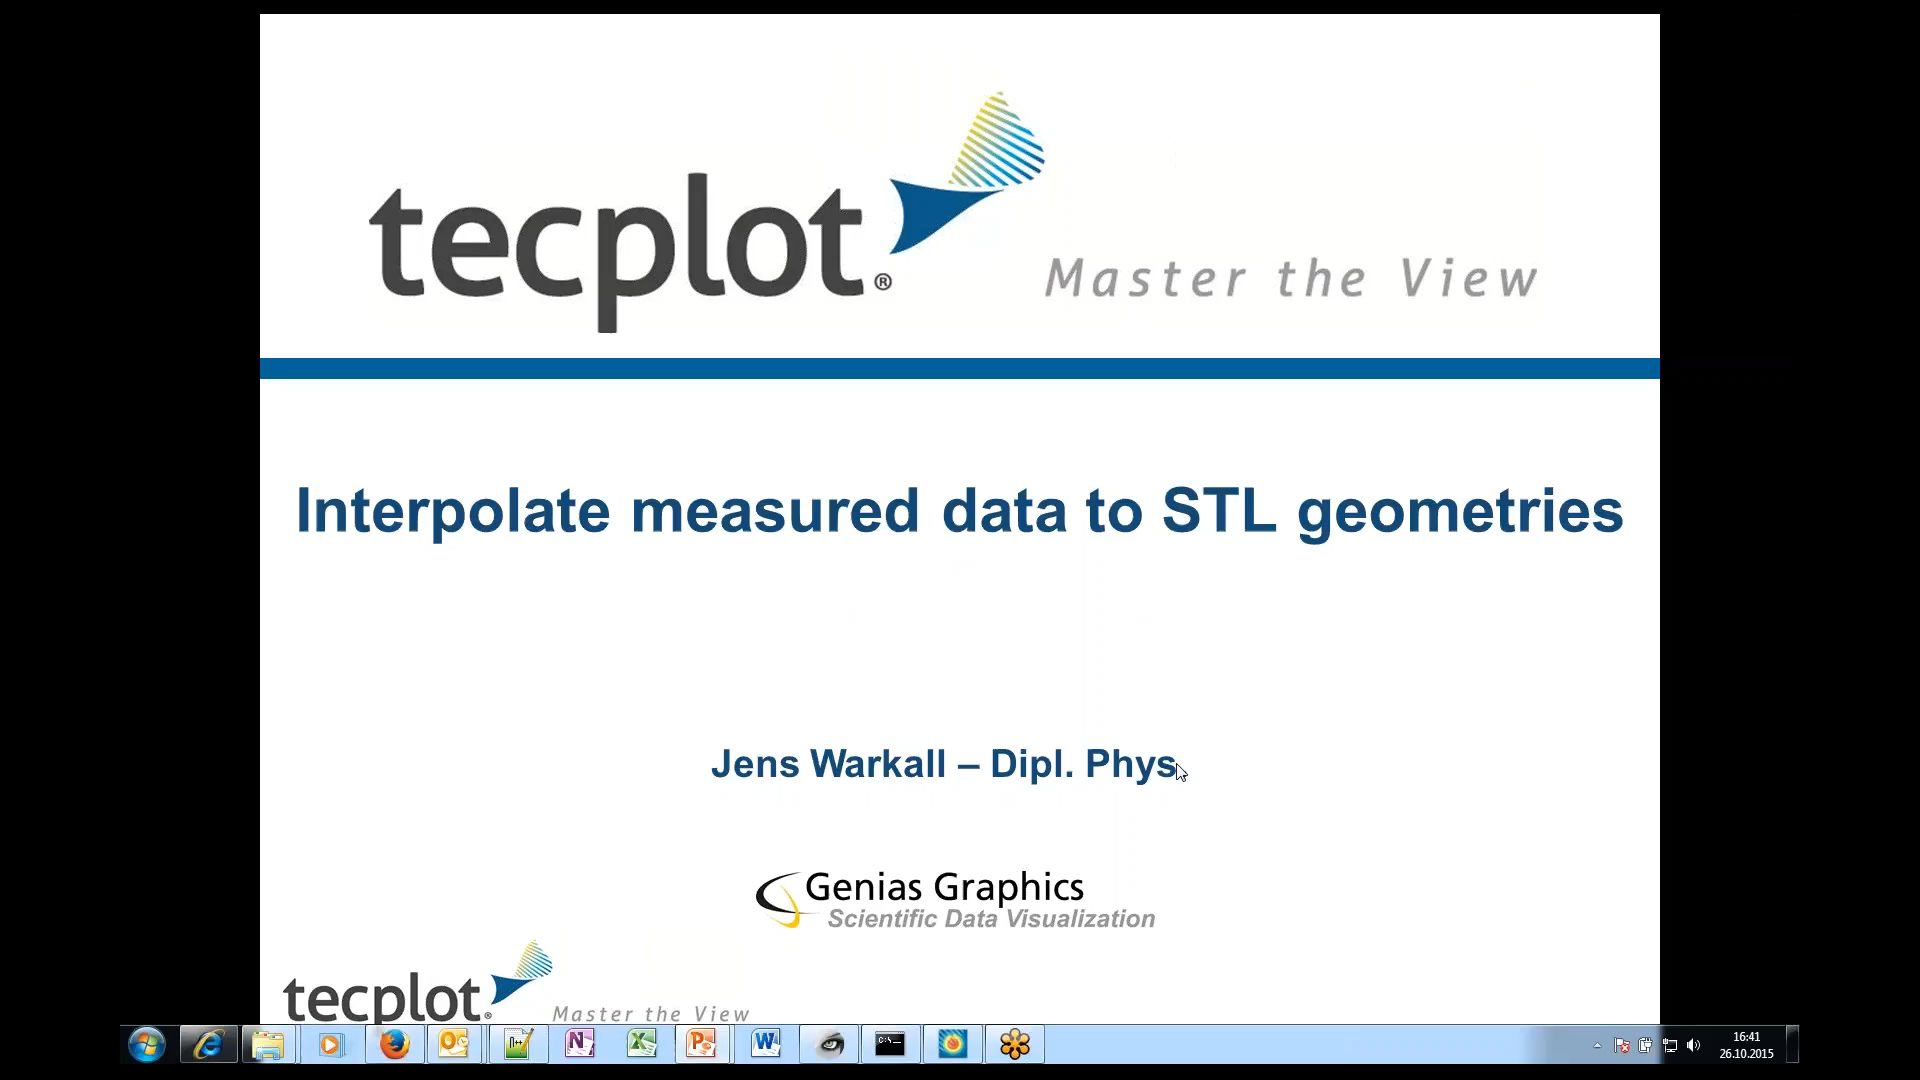 tecplot®
Master the View
Interpolate measured data to STL geometries
Jens Warkall – Dipl. Phys
Genias Graphics
Scientific Data Visualization
tecplot®
Master the View
16:41
26.10.2015